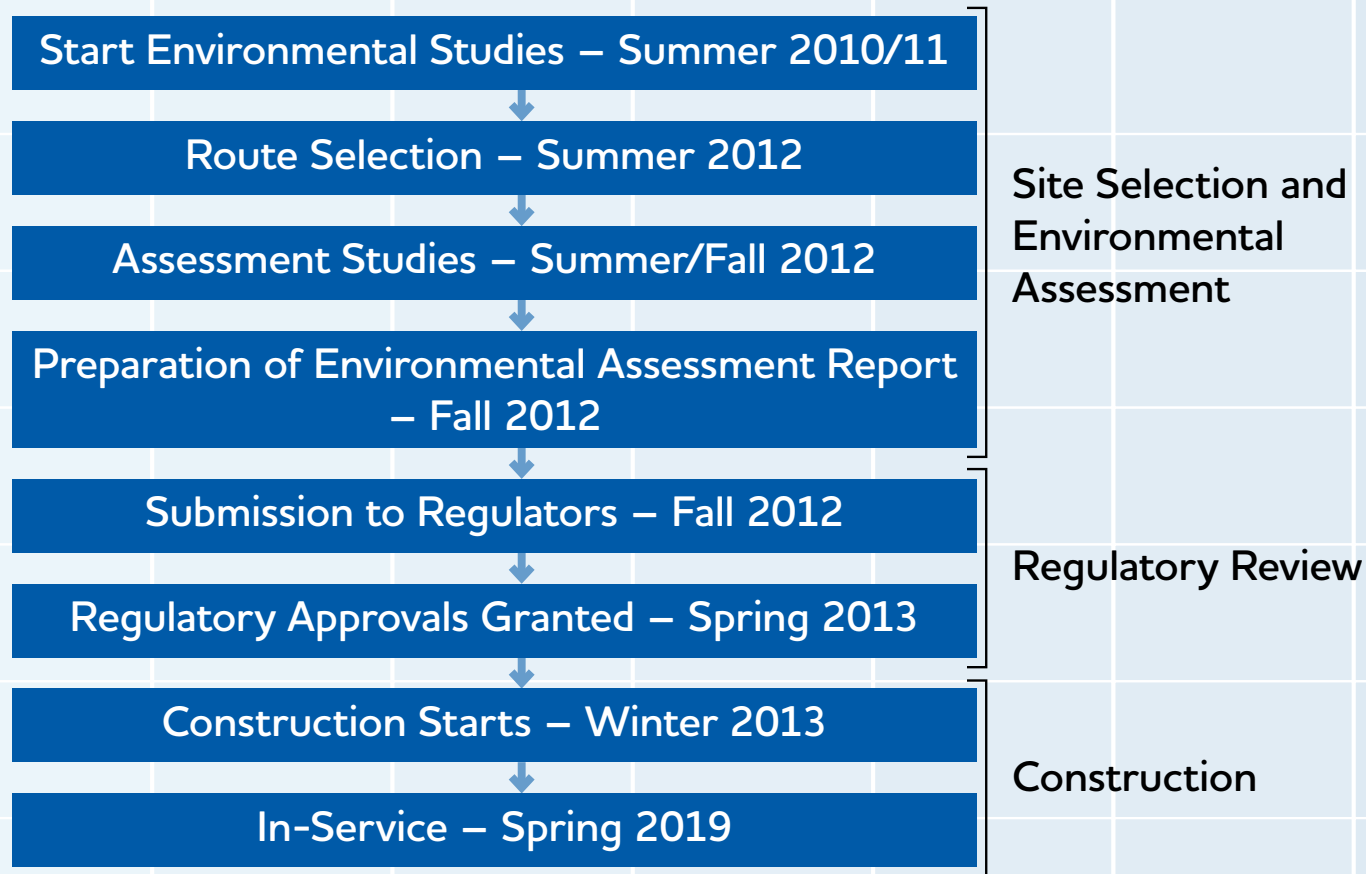 Start Environmental Studies – Summer 2010/11
Route Selection – Summer 2012
Assessment Studies – Summer/Fall 2012
Preparation of Environmental Assessment Report
– Fall 2012
Site Selection and
Environmental
Assessment
Submission to Regulators – Fall 2012
Regulatory Approvals Granted – Spring 2013
Regulatory Review
Construction Starts – Winter 2013
In-Service – Spring 2019
Construction